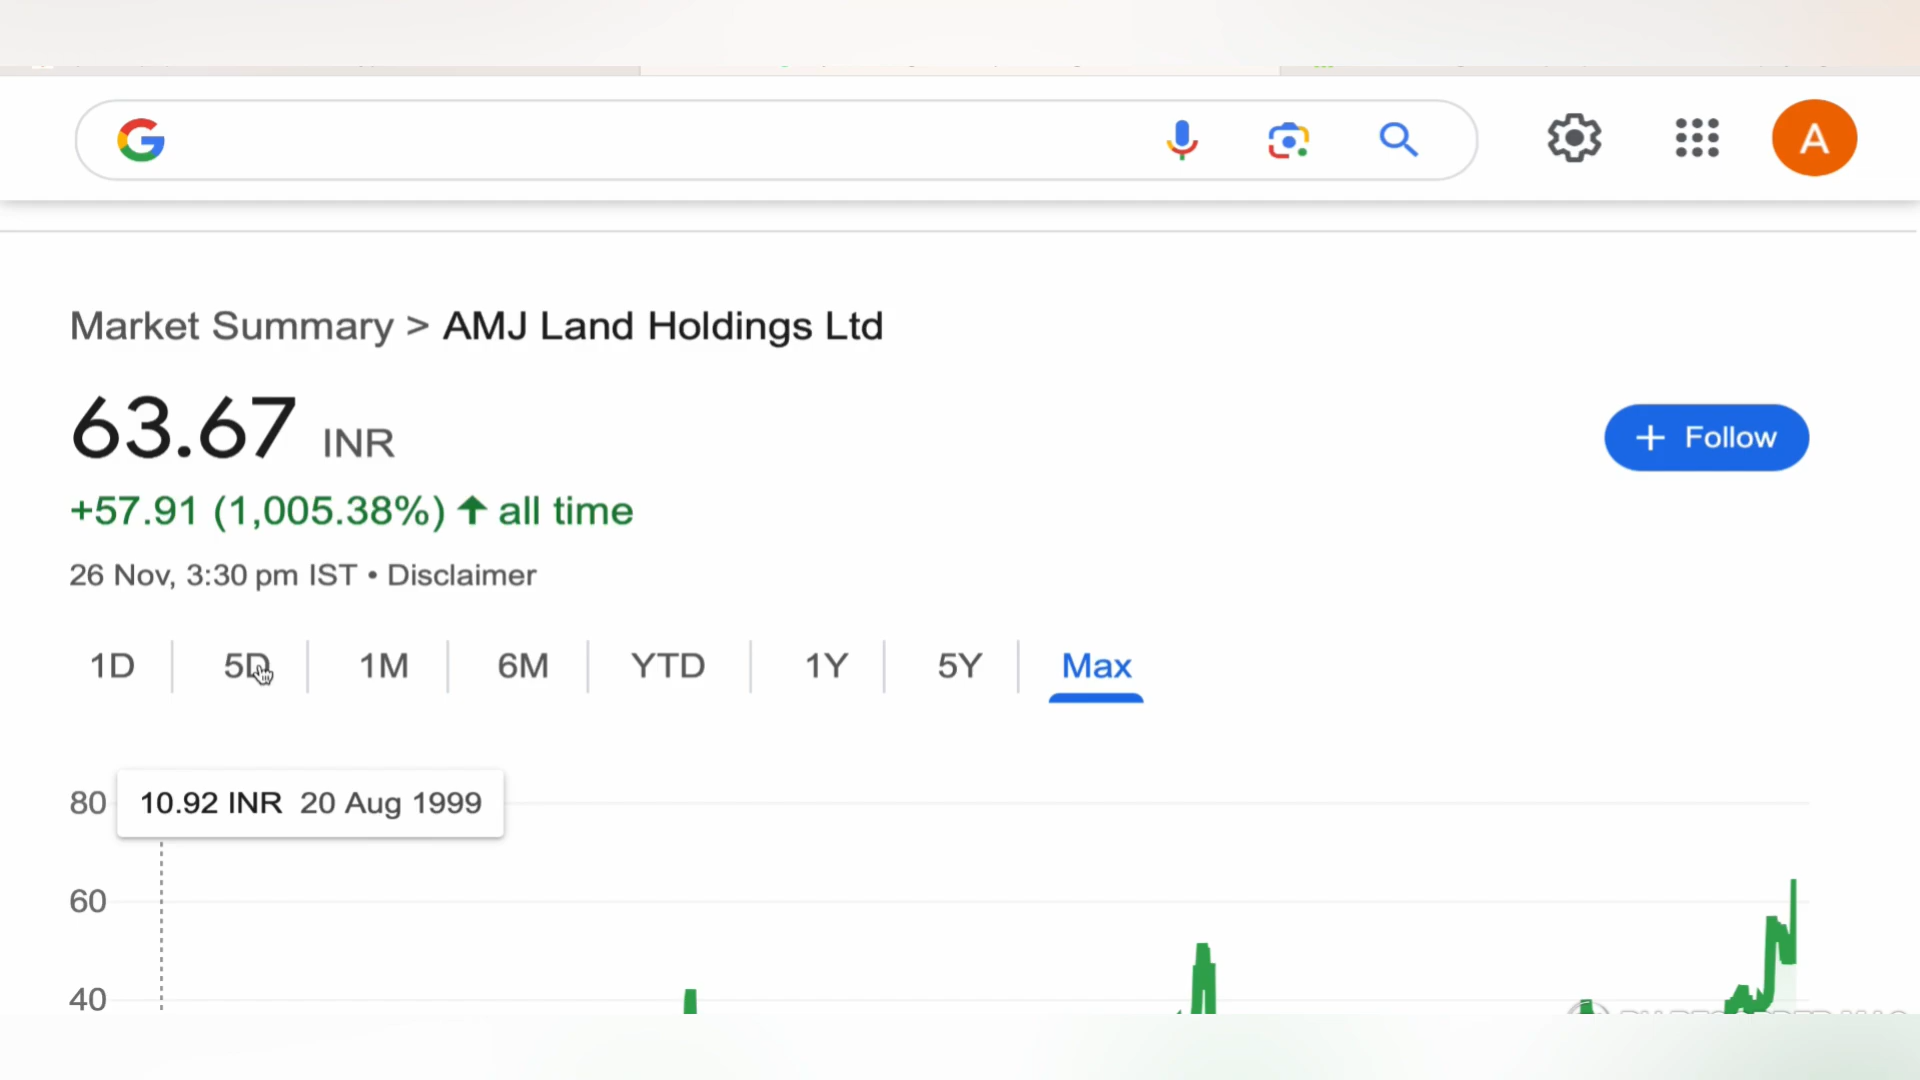 A
Market Summary > AMJ Land Holdings Ltd
63.67 INR
+ Follow
+57.91 (1,005.38%) ↑ all time
26 Nov, 3:30 pm IST • Disclaimer
1D 5D 1M 6M YTD 1Y 5Y Max
80
10.92 INR 20 Aug 1999
60
40